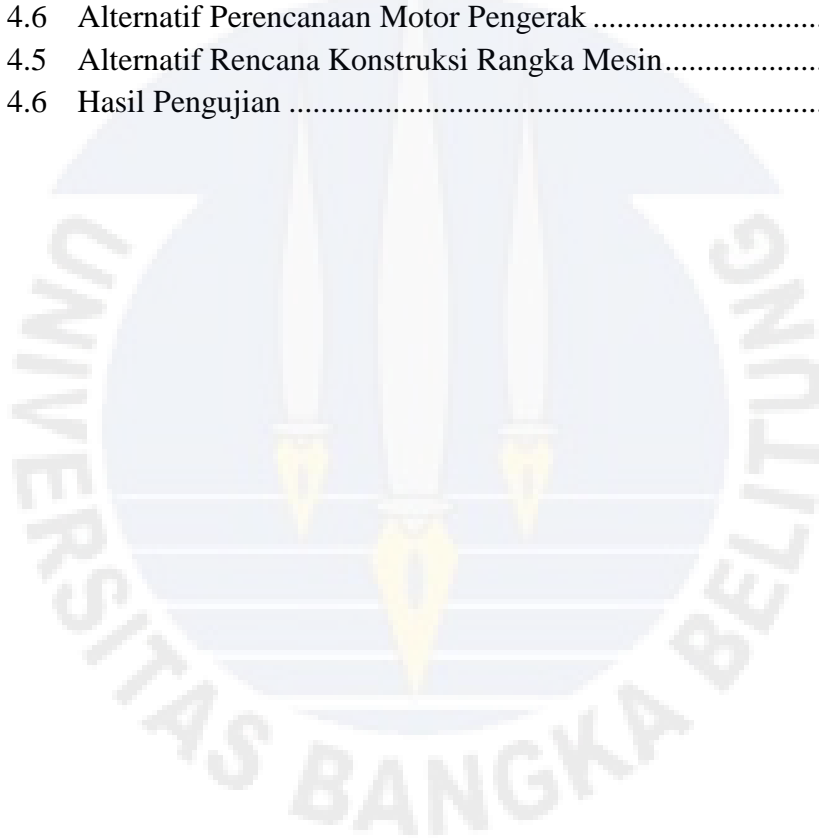 4.6 Alternatif Perencanaan Motor Pengerak ....................
4.5 Alternatif Rencana Konstruksi Rangka Mesin....................
4.6 Hasil Pengujian ........................................................................
UNIVERSITAS BANGKA BELITUNG